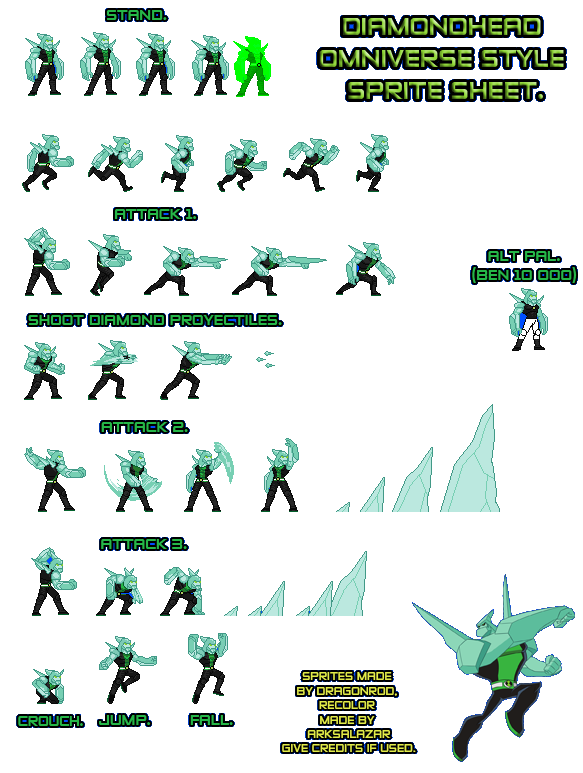 STAND.
DIAMONDHEAD
OMNIVERSE STYLE
SPRITE SHEET.
ATTACK 1.
ALT PAL.
(BEN 10 000)
SHOOT DIAMOND PROYECTILES.
ATTACK 2.
ATTACK 3.
CROUCH.
JUMP.
FALL.
SPRITES MADE
BY DRAGONROD,
RECOLOR
MADE BY
ARKSALAZAR
GIVE CREDITS IF USED.